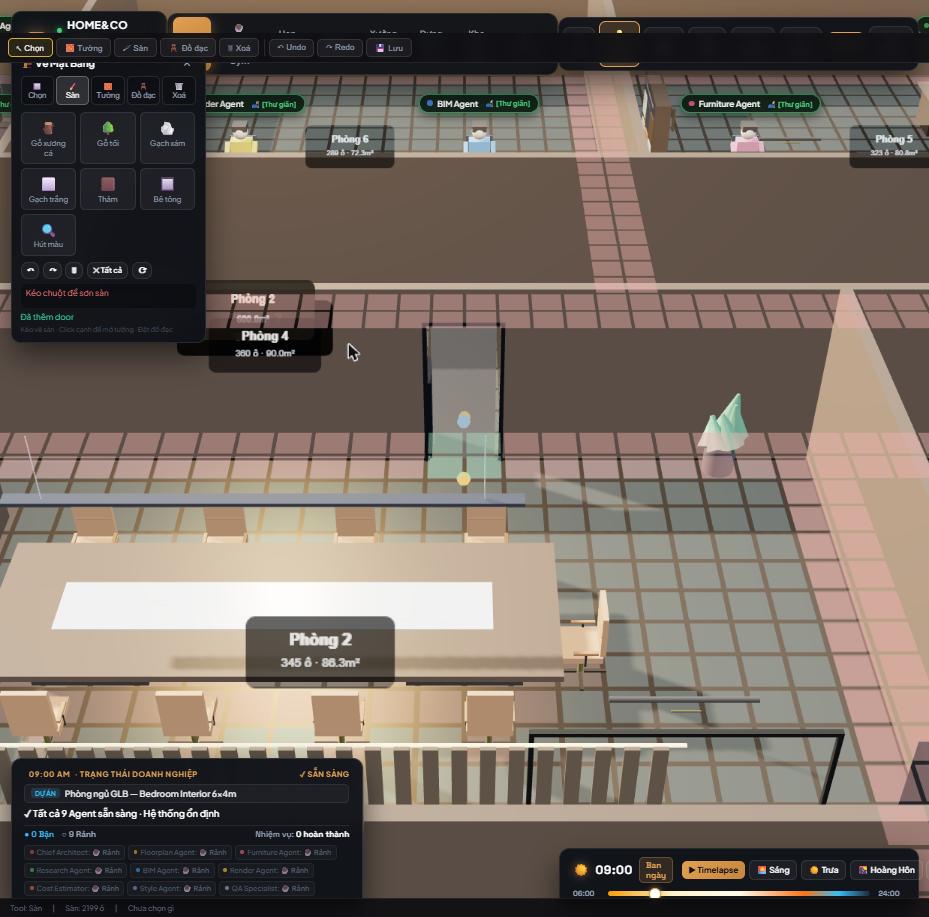 HOME&CO
Chọn
Tường
Sàn
Đồ đạc
Xoá
Undo
Redo
Lưu
Vẽ Mặt Bằng
Chọn
Sàn
Tường
Đồ đạc
Xoá
Gỗ xương cá
Gỗ tối
Gạch xám
Gạch trắng
Thảm
Bê tông
Hút màu
Tất cả
Kéo chuột để sơn sàn
Đã thêm door
Kéo vẽ sàn · Click cạnh để mở tường · Đặt đồ đạc
der Agent [Thư giãn]
BIM Agent [Thư giãn]
Furniture Agent [Thư giãn]
Phòng 6
289 ô · 72.3m²
Phòng 5
323 ô · 80.8m²
Phòng 2
Phòng 4
360 ô · 90.0m²
Phòng 2
345 ô · 86.3m²
09:00 AM · TRẠNG THÁI DOANH NGHIỆP
✓ SẴN SÀNG
DỰ ÁN Phòng ngủ GLB — Bedroom Interior 6x4m
✓ Tất cả 9 Agent sẵn sàng · Hệ thống ổn định
● 0 Bận ○ 9 Rảnh
Nhiệm vụ: 0 hoàn thành
Chief Architect: Rảnh
Floorplan Agent: Rảnh
Furniture Agent: Rảnh
Research Agent: Rảnh
BIM Agent: Rảnh
Render Agent: Rảnh
Cost Estimator: Rảnh
Style Agent: Rảnh
QA Specialist: Rảnh
09:00
Ban ngày
▶ Timelapse
Sáng
Trưa
Hoàng Hôn
06:00
24:00
Tool: Sàn | Sàn: 2199 ô | Chưa chọn gì